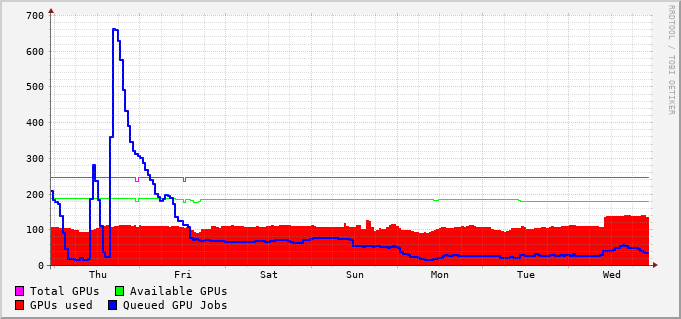 700
600
500
400
300
200
100
0
Thu Fri Sat Sun Mon Tue Wed
Total GPUs Available GPUs
GPUs used Queued GPU Jobs
RRDTOOL / TOBI OETIKER